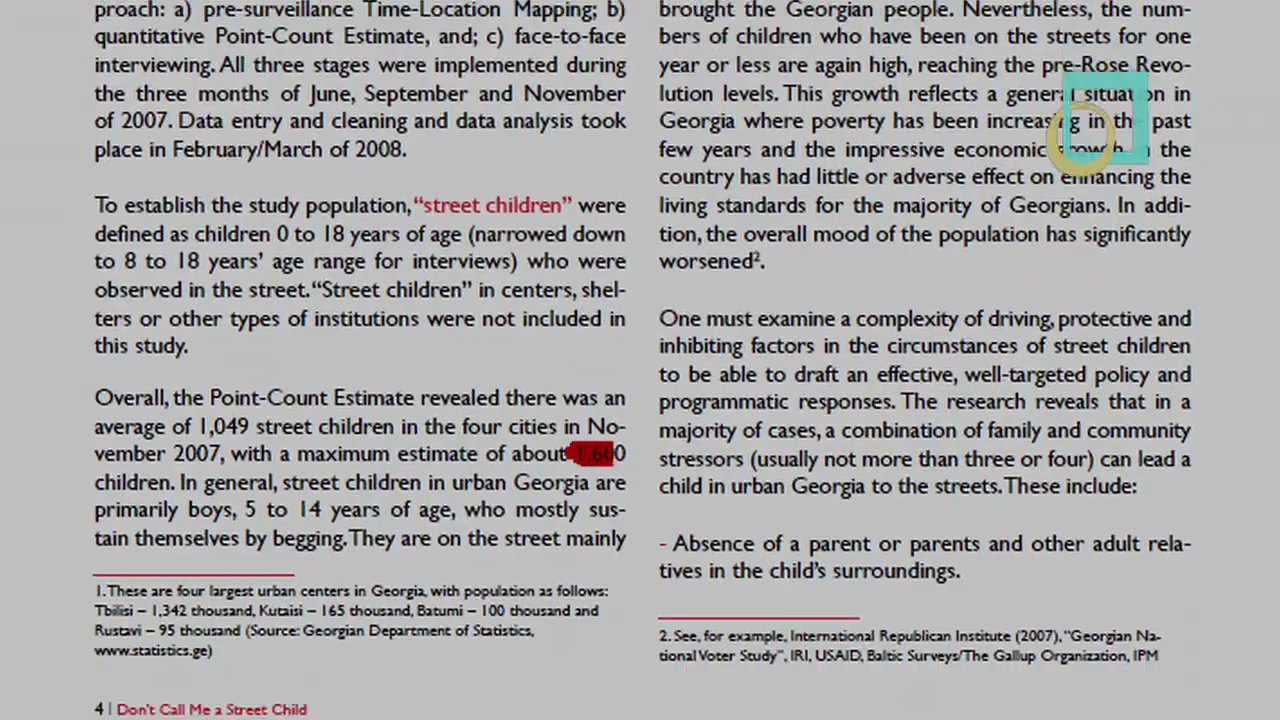 proach: a) pre-surveillance Time-Location Mapping; b)
quantitative Point-Count Estimate, and; c) face-to-face
interviewing. All three stages were implemented during
the three months of June, September and November
of 2007. Data entry and cleaning and data analysis took
place in February/March of 2008.
To establish the study population, “street children” were
defined as children 0 to 18 years of age (narrowed down
to 8 to 18 years’ age range for interviews) who were
observed in the street. “Street children” in centers, shel-
ters or other types of institutions were not included in
this study.
Overall, the Point-Count Estimate revealed there was an
average of 1,049 street children in the four cities in No-
vember 2007, with a maximum estimate of about 1,600
children. In general, street children in urban Georgia are
primarily boys, 5 to 14 years of age, who mostly sus-
tain themselves by begging. They are on the street mainly
1. These are four largest urban centers in Georgia, with population as follows:
Tbilisi – 1,342 thousand, Kutaisi – 165 thousand, Batumi – 100 thousand and
Rustavi – 95 thousand (Source: Georgian Department of Statistics,
www.statistics.ge)
4 | Don’t Call Me a Street Child
brought the Georgian people. Nevertheless, the num-
bers of children who have been on the streets for one
year or less are again high, reaching the pre-Rose Revo-
lution levels. This growth reflects a general situation in
Georgia where poverty has been increasing in the past
few years and the impressive economic growth in the
country has had little or adverse effect on enhancing the
living standards for the majority of Georgians. In addi-
tion, the overall mood of the population has significantly
worsened².
One must examine a complexity of driving, protective and
inhibiting factors in the circumstances of street children
to be able to draft an effective, well-targeted policy and
programmatic responses. The research reveals that in a
majority of cases, a combination of family and community
stressors (usually not more than three or four) can lead a
child in urban Georgia to the streets. These include:
- Absence of a parent or parents and other adult rela-
tives in the child’s surroundings.
2. See, for example, International Republican Institute (2007), “Georgian Na-
tional Voter Study”, IRI, USAID, Baltic Surveys/The Gallup Organization, IPM